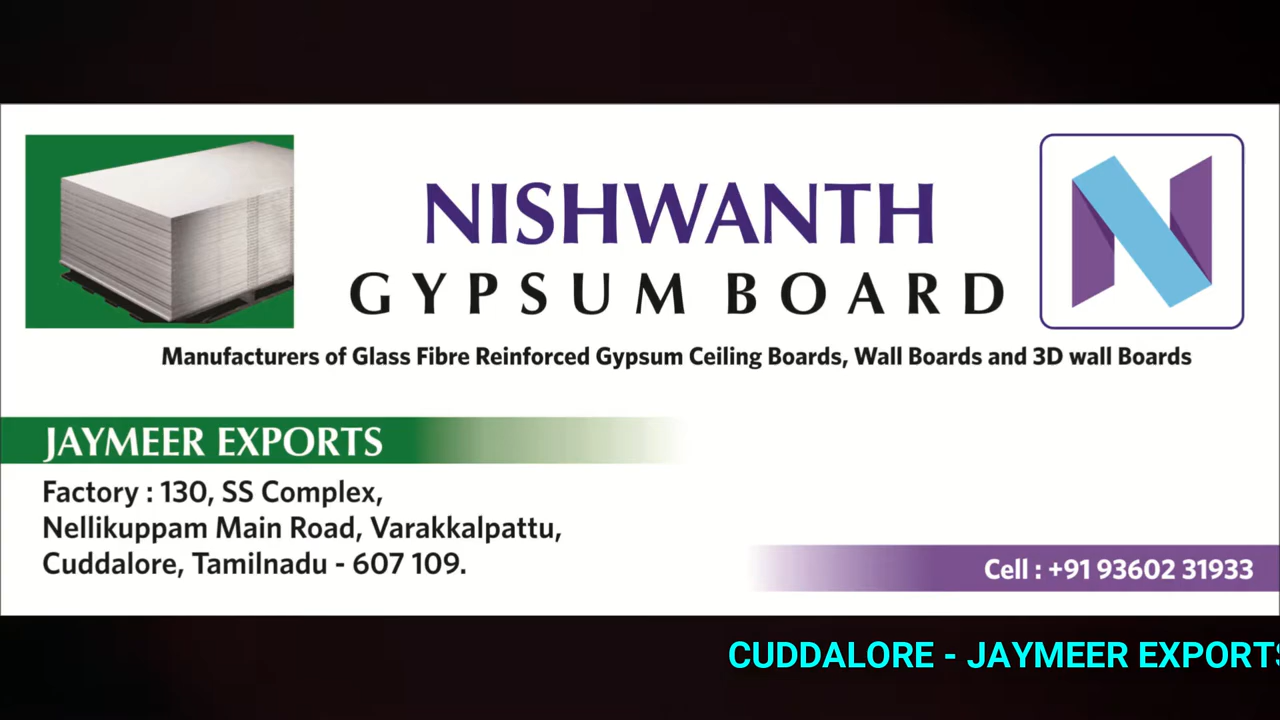 NISHWANTH
GYPSUM BOARD
Manufacturers of Glass Fibre Reinforced Gypsum Ceiling Boards, Wall Boards and 3D wall Boards
JAYMEER EXPORTS
Factory : 130, SS Complex,
Nellikuppam Main Road, Varakkalpattu,
Cuddalore, Tamilnadu - 607 109.
Cell : +91 93602 31933
CUDDALORE - JAYMEER EXPORTS